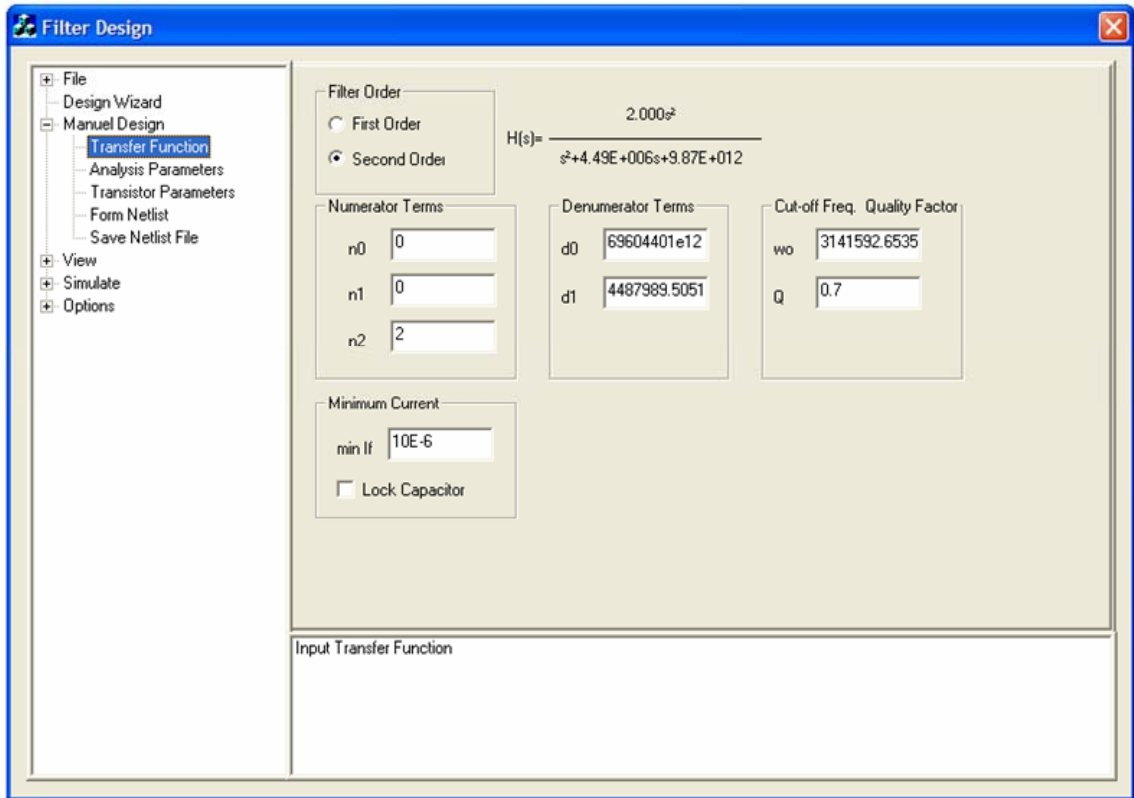 Filter Design
File
Design Wizard
Manuel Design
Transfer Function
Analysis Parameters
Transistor Parameters
Form Netlist
Save Netlist File
View
Simulate
Options
Filter Order
First Order
Second Order
2.000s²
H(s)=
s²+4.49E+006s+9.87E+012
Numerator Terms
n0 0
n1 0
n2 2
Denumerator Terms
d0 69604401e12
d1 4487989.5051
Cut-off Freq. Quality Factor
wo 3141592.6535
Q 0.7
Minimum Current
min If 10E-6
Lock Capacitor
Input Transfer Function